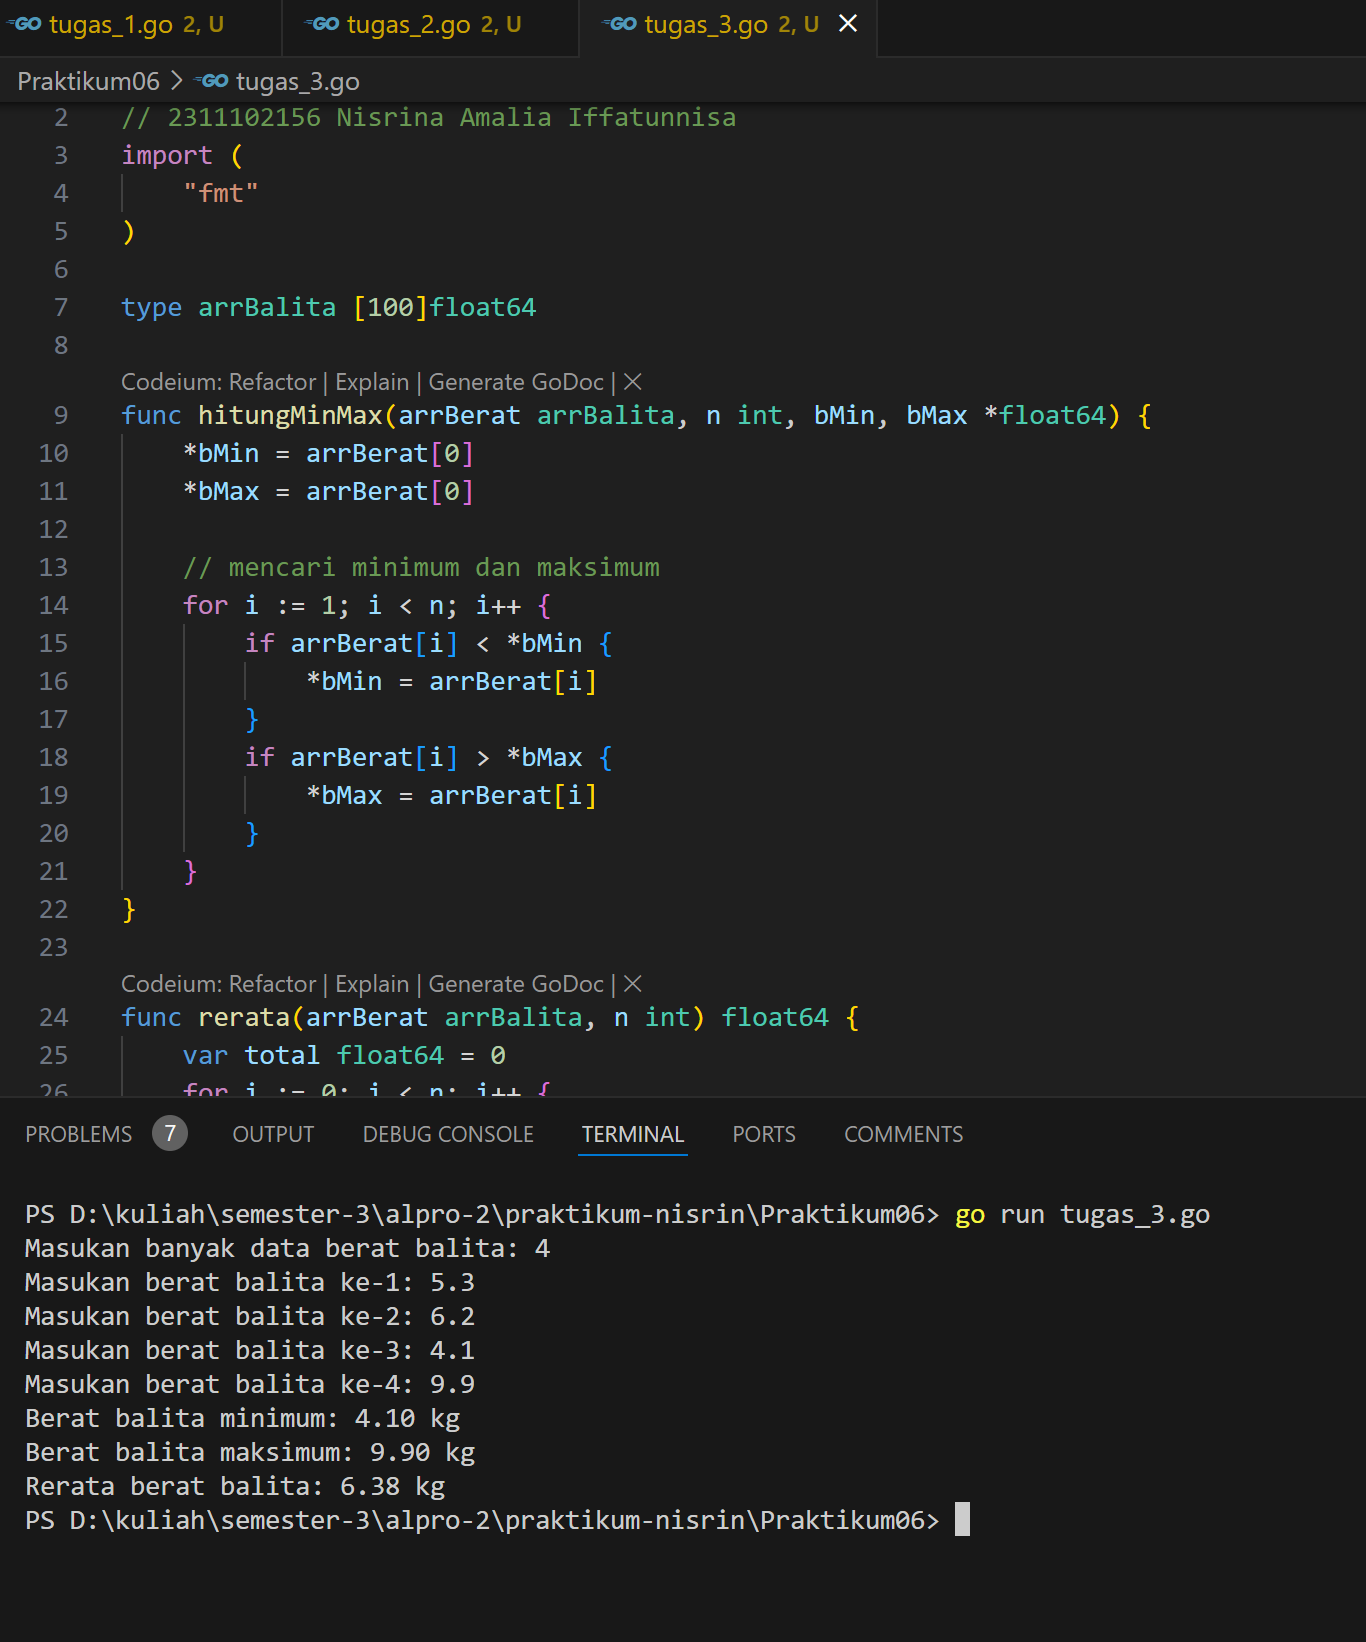 GO tugas_1.go 2, U GO tugas_2.go 2, U GO tugas_3.go 2, U ×
Praktikum06 > GO tugas_3.go
2 // 2311102156 Nisrina Amalia Iffatunnisa
3 import (
4 "fmt"
5 )
6
7 type arrBalita [100]float64
8
Codeium: Refactor | Explain | Generate GoDoc | ×
9 func hitungMinMax(arrBerat arrBalita, n int, bMin, bMax *float64) {
10 *bMin = arrBerat[0]
11 *bMax = arrBerat[0]
12
13 // mencari minimum dan maksimum
14 for i := 1; i < n; i++ {
15 if arrBerat[i] < *bMin {
16 *bMin = arrBerat[i]
17 }
18 if arrBerat[i] > *bMax {
19 *bMax = arrBerat[i]
20 }
21 }
22 }
23
Codeium: Refactor | Explain | Generate GoDoc | ×
24 func rerata(arrBerat arrBalita, n int) float64 {
25 var total float64 = 0
26 for i := 0; i < n; i++ {
PROBLEMS 7 OUTPUT DEBUG CONSOLE TERMINAL PORTS COMMENTS
PS D:\kuliah\semester-3\alpro-2\praktikum-nisrin\Praktikum06> go run tugas_3.go
Masukan banyak data berat balita: 4
Masukan berat balita ke-1: 5.3
Masukan berat balita ke-2: 6.2
Masukan berat balita ke-3: 4.1
Masukan berat balita ke-4: 9.9
Berat balita minimum: 4.10 kg
Berat balita maksimum: 9.90 kg
Rerata berat balita: 6.38 kg
PS D:\kuliah\semester-3\alpro-2\praktikum-nisrin\Praktikum06>